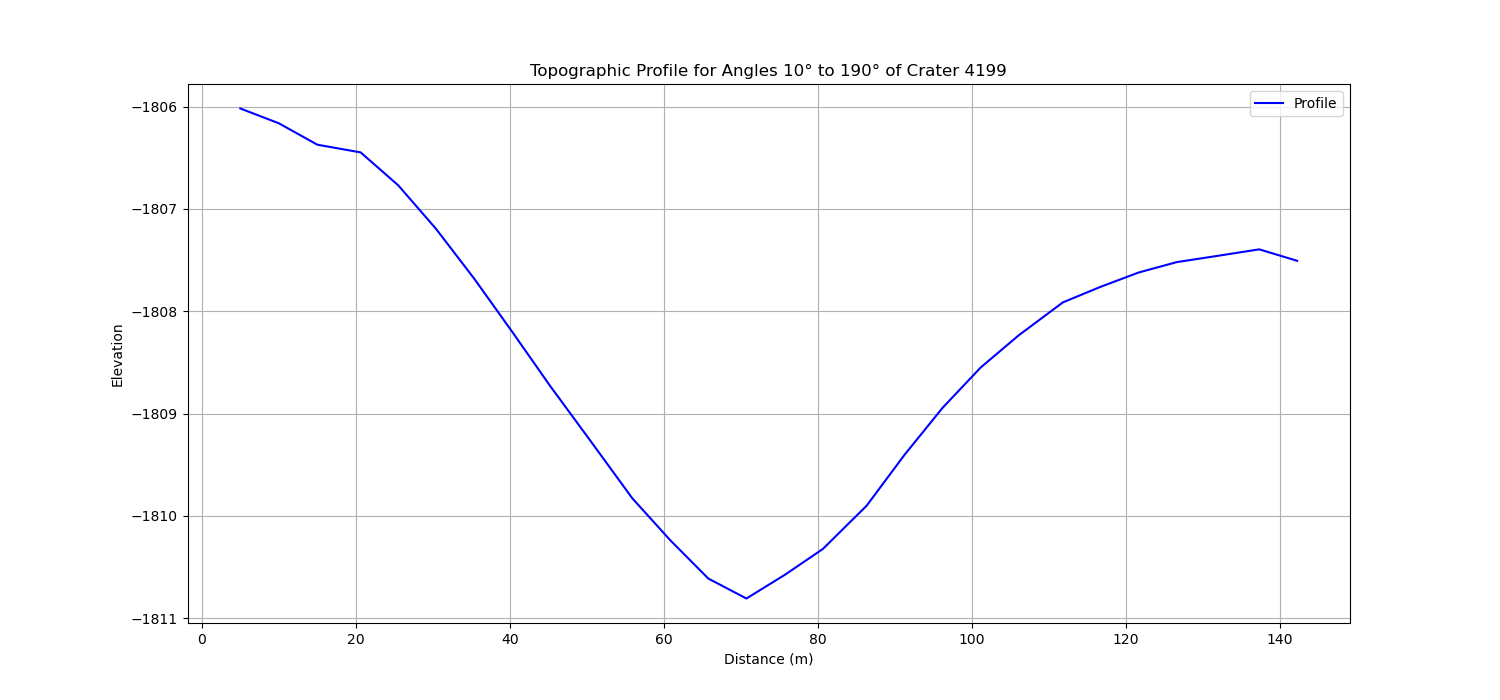 Topographic Profile for Angles 10° to 190° of Crater 4199
Profile
−1806
−1807
−1808
−1809
−1810
−1811
Elevation
0 20 40 60 80 100 120 140
Distance (m)